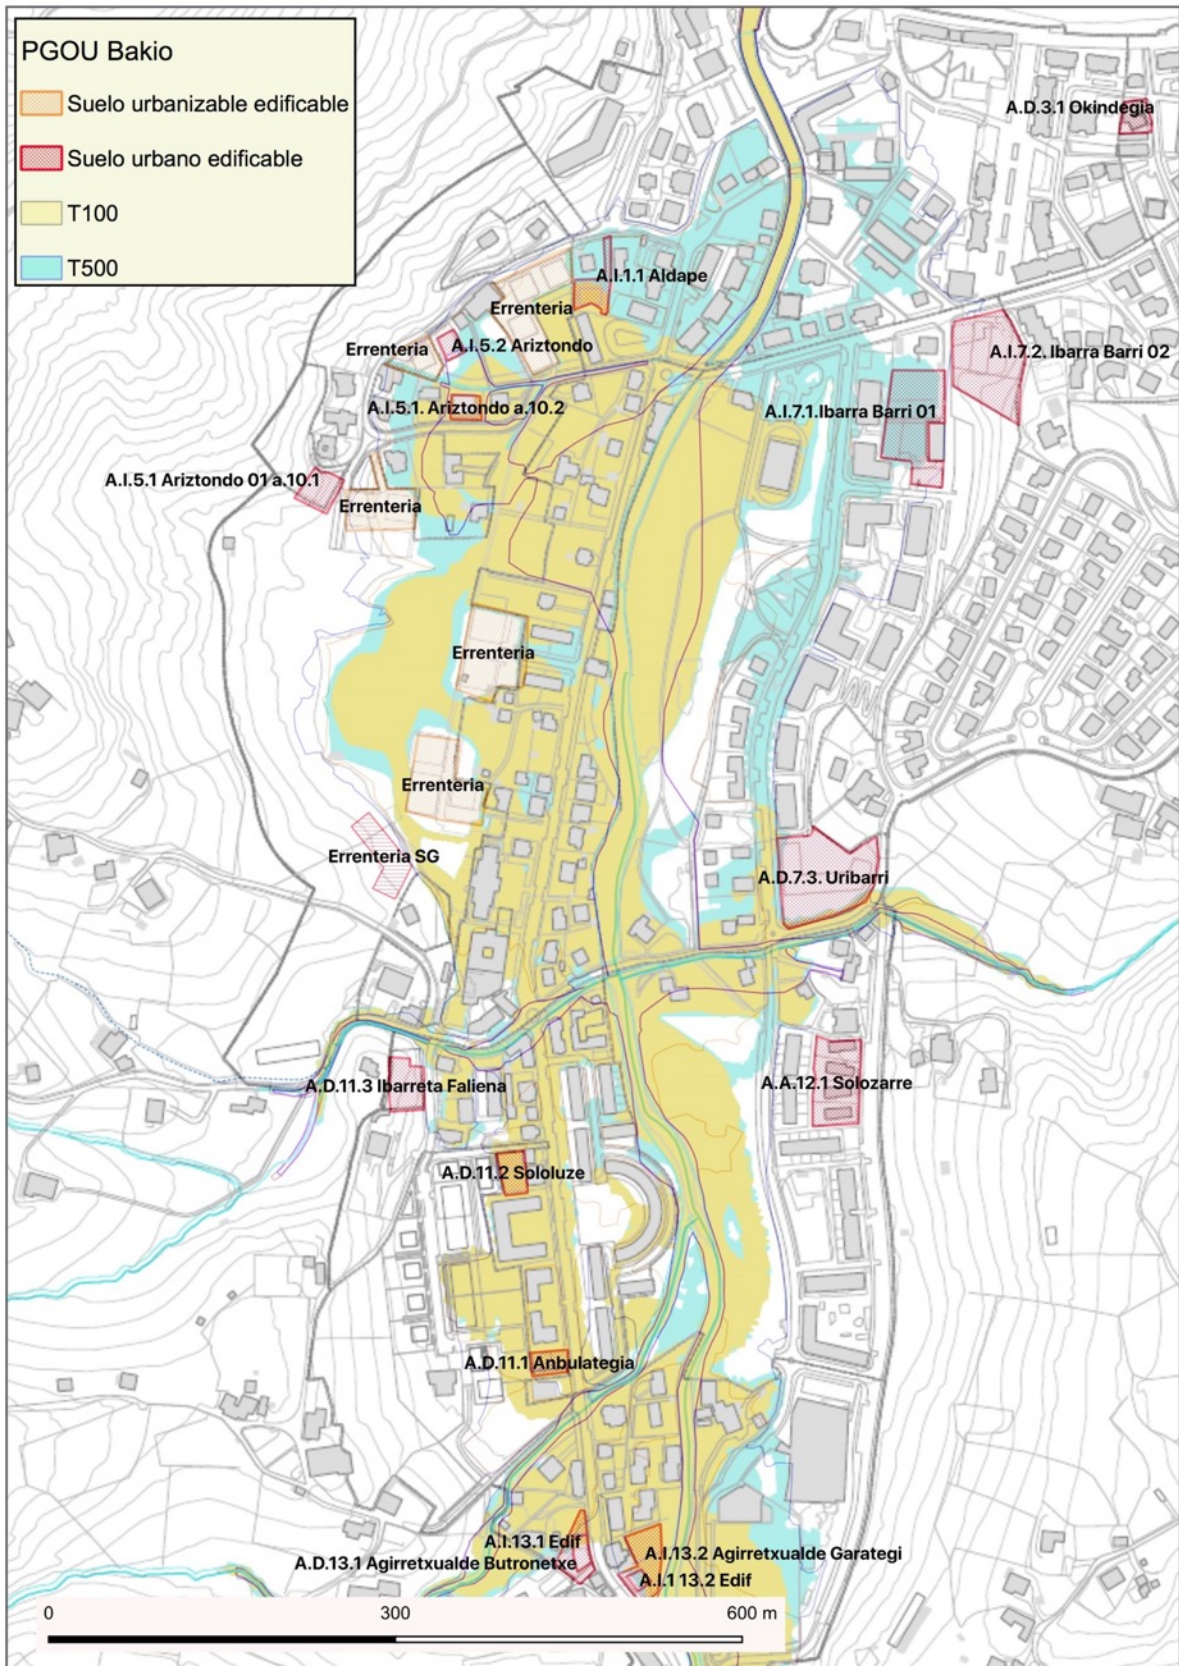 PGOU Bakio
Suelo urbanizable edificable
Suelo urbano edificable
T100
T500
A.D.3.1 Okindegia
A.I.1.1 Aldape
Errenteria
Errenteria
A.I.5.2 Ariztondo
A.I.7.2. Ibarra Barri 02
A.I.5.1. Ariztondo a.10.2
A.I.7.1.Ibarra Barri 01
A.I.5.1 Ariztondo 01 a.10.1
Errenteria
Errenteria
Errenteria
Errenteria SG
A.D.7.3. Uribarri
A.D.11.3 Ibarreta Faliena
A.A.12.1 Solozarre
A.D.11.2 Sololuze
A.D.11.1 Anbulategia
A.I.13.1 Edif
A.D.13.1 Agirretxualde Butronetxe
A.I.13.2 Agirretxualde Garategi
A.I.1 13.2 Edif
0 300 600 m